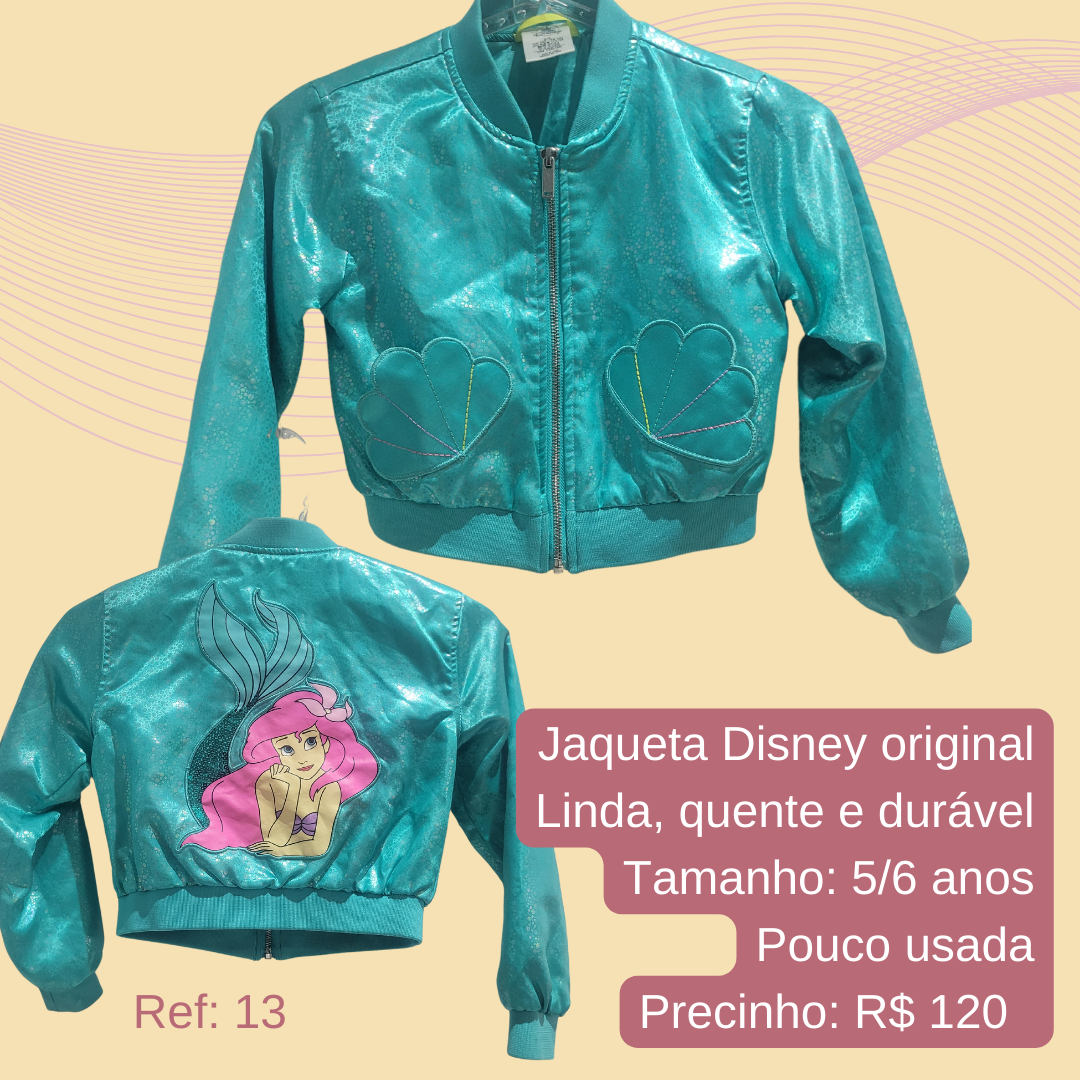 Jaqueta Disney original
Linda, quente e durável
Tamanho: 5/6 anos
Pouco usada
Precinho: R$ 120
Ref: 13